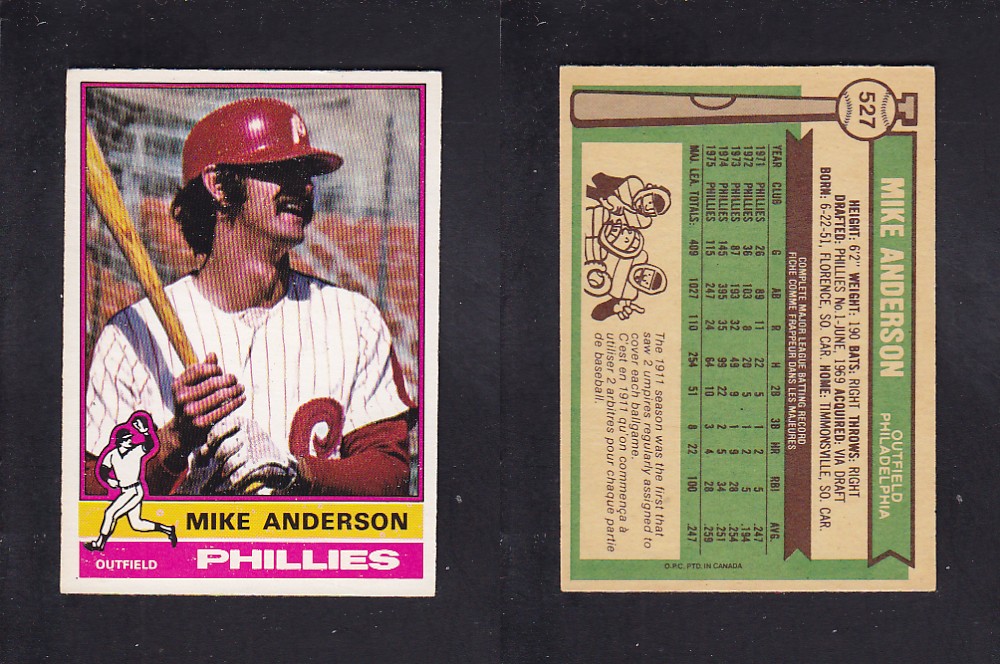 P
P
MIKE ANDERSON
OUTFIELD
PHILLIES
527
MIKE ANDERSON
OUTFIELD
PHILADELPHIA
HEIGHT: 6'2" WEIGHT: 190 BATS: RIGHT THROWS: RIGHT
DRAFTED: PHILLIES No.1-JUNE, 1969 ACQUIRED: VIA DRAFT
BORN: 6-22-51, FLORENCE, SO. CAR. HOME: TIMMONSVILLE, SO. CAR.
COMPLETE MAJOR LEAGUE BATTING RECORD
FICHE COMME FRAPPEUR DANS LES MAJEURES
YEAR CLUB G AB R H 2B 3B HR RBI AVG.
1971 PHILLIES 26 89 11 22 5 1 2 5 .247
1972 PHILLIES 36 103 8 20 5 1 2 5 .194
1973 PHILLIES 87 193 32 49 9 1 9 28 .254
1974 PHILLIES 145 395 35 99 22 2 5 34 .251
1975 PHILLIES 115 247 24 64 10 3 4 28 .259
MAJ. LEA. TOTALS: 409 1027 110 254 51 8 22 100 .247
The 1911 season was the first that
saw 2 umpires regularly assigned to
cover each ballgame.
C'est en 1911 qu'on commença à
utiliser 2 arbitres pour chaque partie
de baseball.
O.P.C. PTD. IN CANADA